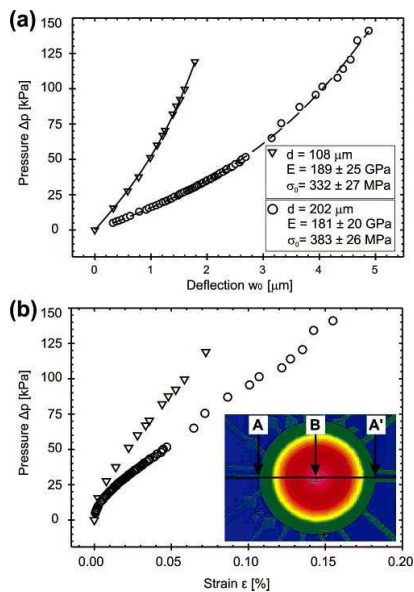 (a)
150
125
100
75
50
25
0
Pressure Δp [kPa]
d = 108 μm
E = 189 ± 25 GPa
σ₀= 332 ± 27 MPa
d = 202 μm
E = 181 ± 20 GPa
σ₀= 383 ± 26 MPa
0 1 2 3 4 5
Deflection w₀ [μm]
(b)
150
125
100
75
50
25
0
Pressure Δp [kPa]
A B A'
0.00 0.05 0.10 0.15 0.20
Strain ε [%]